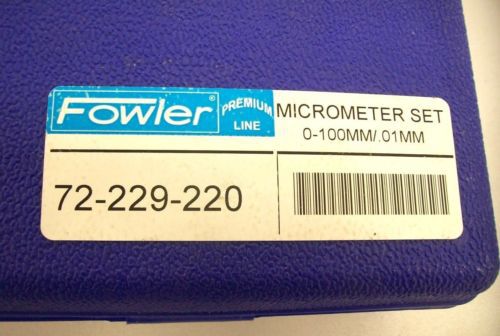 Fowler®
PREMIUM
LINE
MICROMETER SET
0-100MM/.01MM
72-229-220